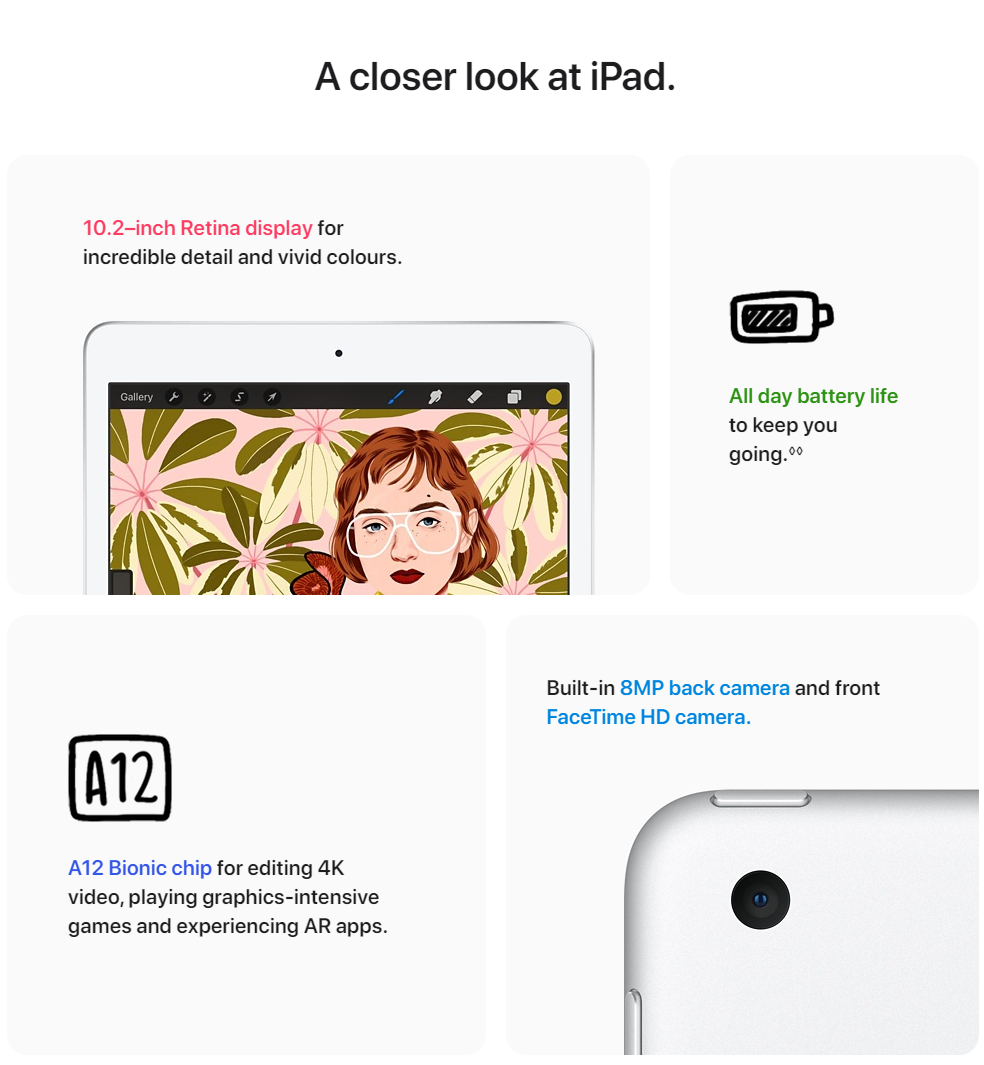 A closer look at iPad.
10.2–inch Retina display for
incredible detail and vivid colours.
Gallery
All day battery life
to keep you
going.◊◊
A12
A12 Bionic chip for editing 4K
video, playing graphics-intensive
games and experiencing AR apps.
Built-in 8MP back camera and front
FaceTime HD camera.